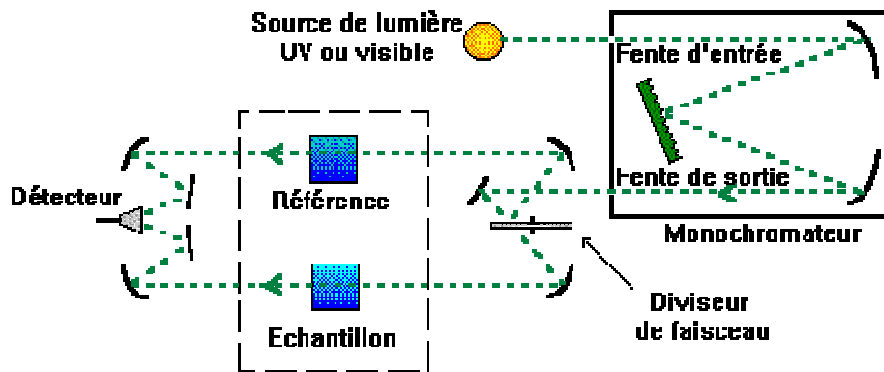 Source de lumière
UV ou visible
Fente d'entrée
Fente de sortie
Monochromateur
Détecteur
Référence
Echantillon
Diviseur
de faisceau